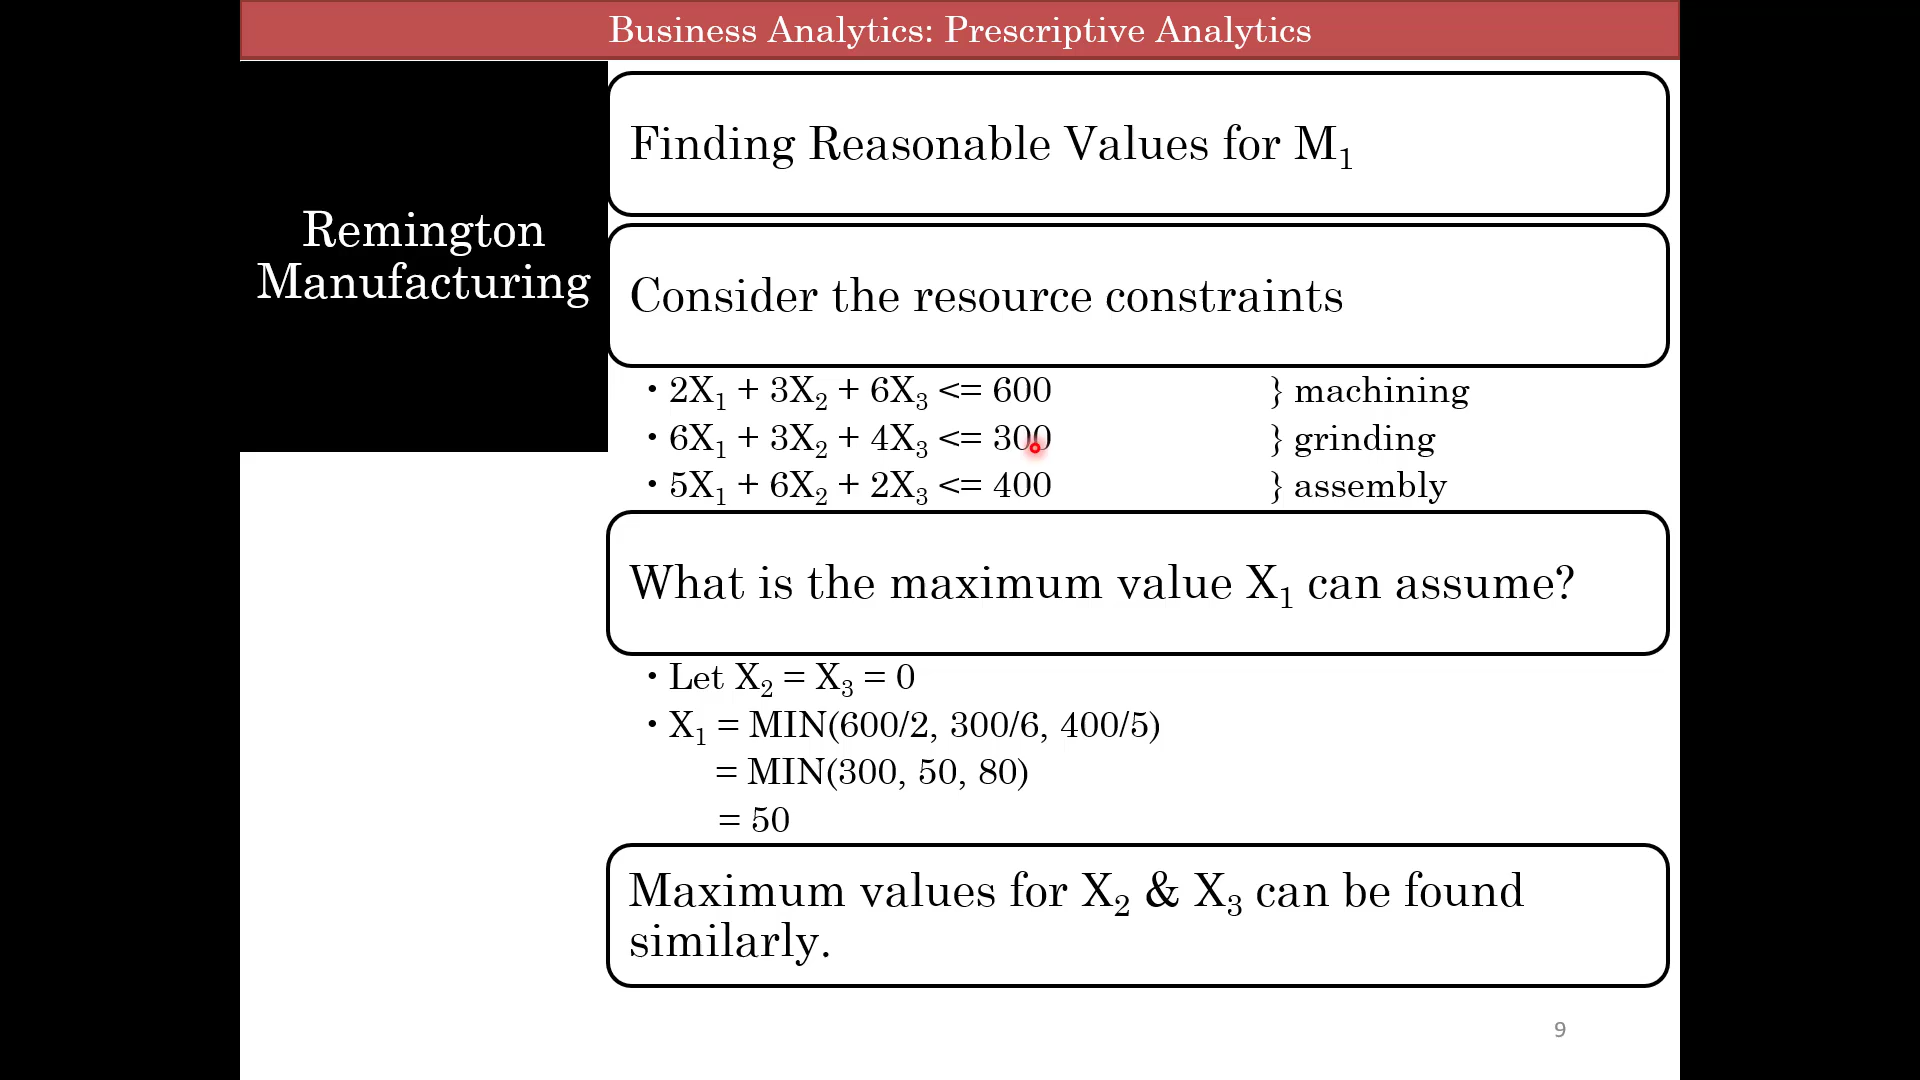 Business Analytics: Prescriptive Analytics
Remington
Manufacturing
Finding Reasonable Values for M₁
Consider the resource constraints
• 2X₁ + 3X₂ + 6X₃ <= 600 } machining
• 6X₁ + 3X₂ + 4X₃ <= 300 } grinding
• 5X₁ + 6X₂ + 2X₃ <= 400 } assembly
What is the maximum value X₁ can assume?
• Let X₂ = X₃ = 0
• X₁ = MIN(600/2, 300/6, 400/5)
= MIN(300, 50, 80)
= 50
Maximum values for X₂ & X₃ can be found
similarly.
9